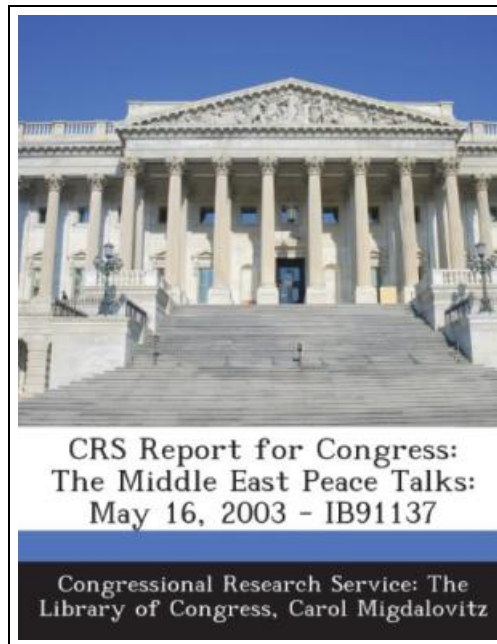 CRS Report for Congress:
The Middle East Peace Talks:
May 16, 2003 - IB91137
Congressional Research Service: The
Library of Congress, Carol Migdalovitz